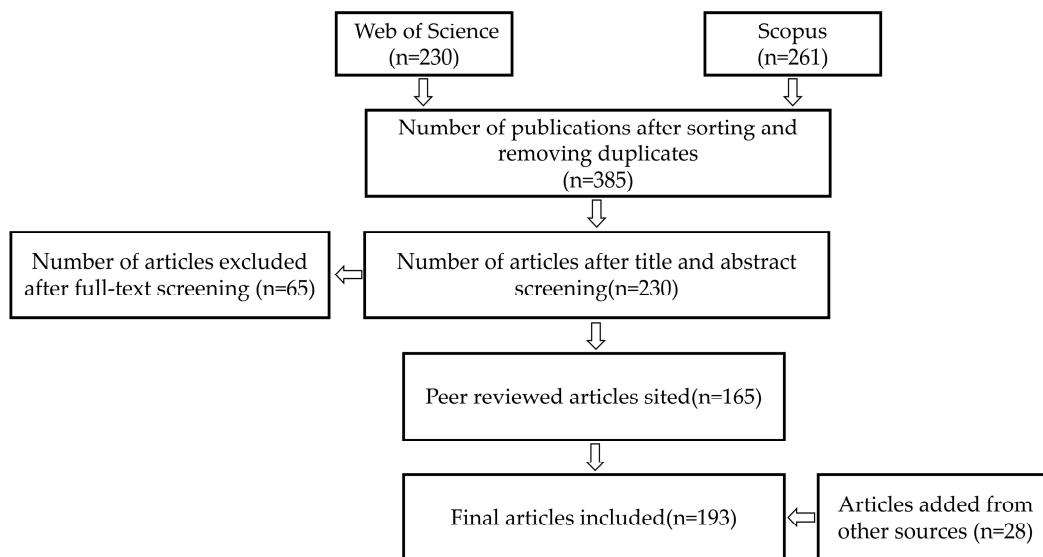 Web of Science
(n=230)
Scopus
(n=261)
Number of publications after sorting and
removing duplicates
(n=385)
Number of articles excluded
after full-text screening (n=65)
Number of articles after title and abstract
screening(n=230)
Peer reviewed articles sited(n=165)
Final articles included(n=193)
Articles added from
other sources (n=28)